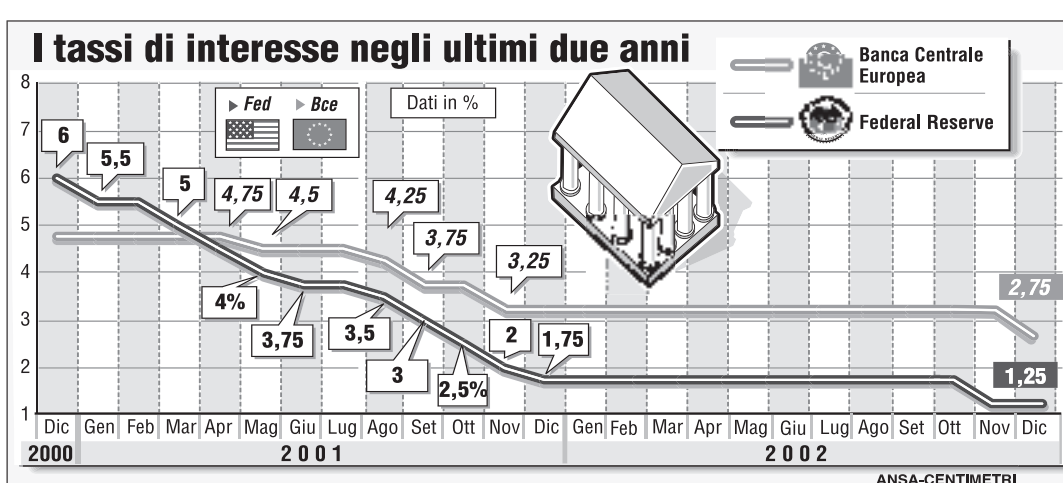 I tassi di interesse negli ultimi due anni
Banca Centrale
Europea
Federal Reserve
Fed Bce
Dati in %
8
7
6
5
4
3
2
1
6
5,5
5
4,75
4,5
4,25
3,75
3,25
2,75
4%
3,75
3,5
3
2,5%
2
1,75
1,25
Dic Gen Feb Mar Apr Mag Giu Lug Ago Set Ott Nov Dic Gen Feb Mar Apr Mag Giu Lug Ago Set Ott Nov Dic
2000 2001 2002
ANSA-CENTIMETRI